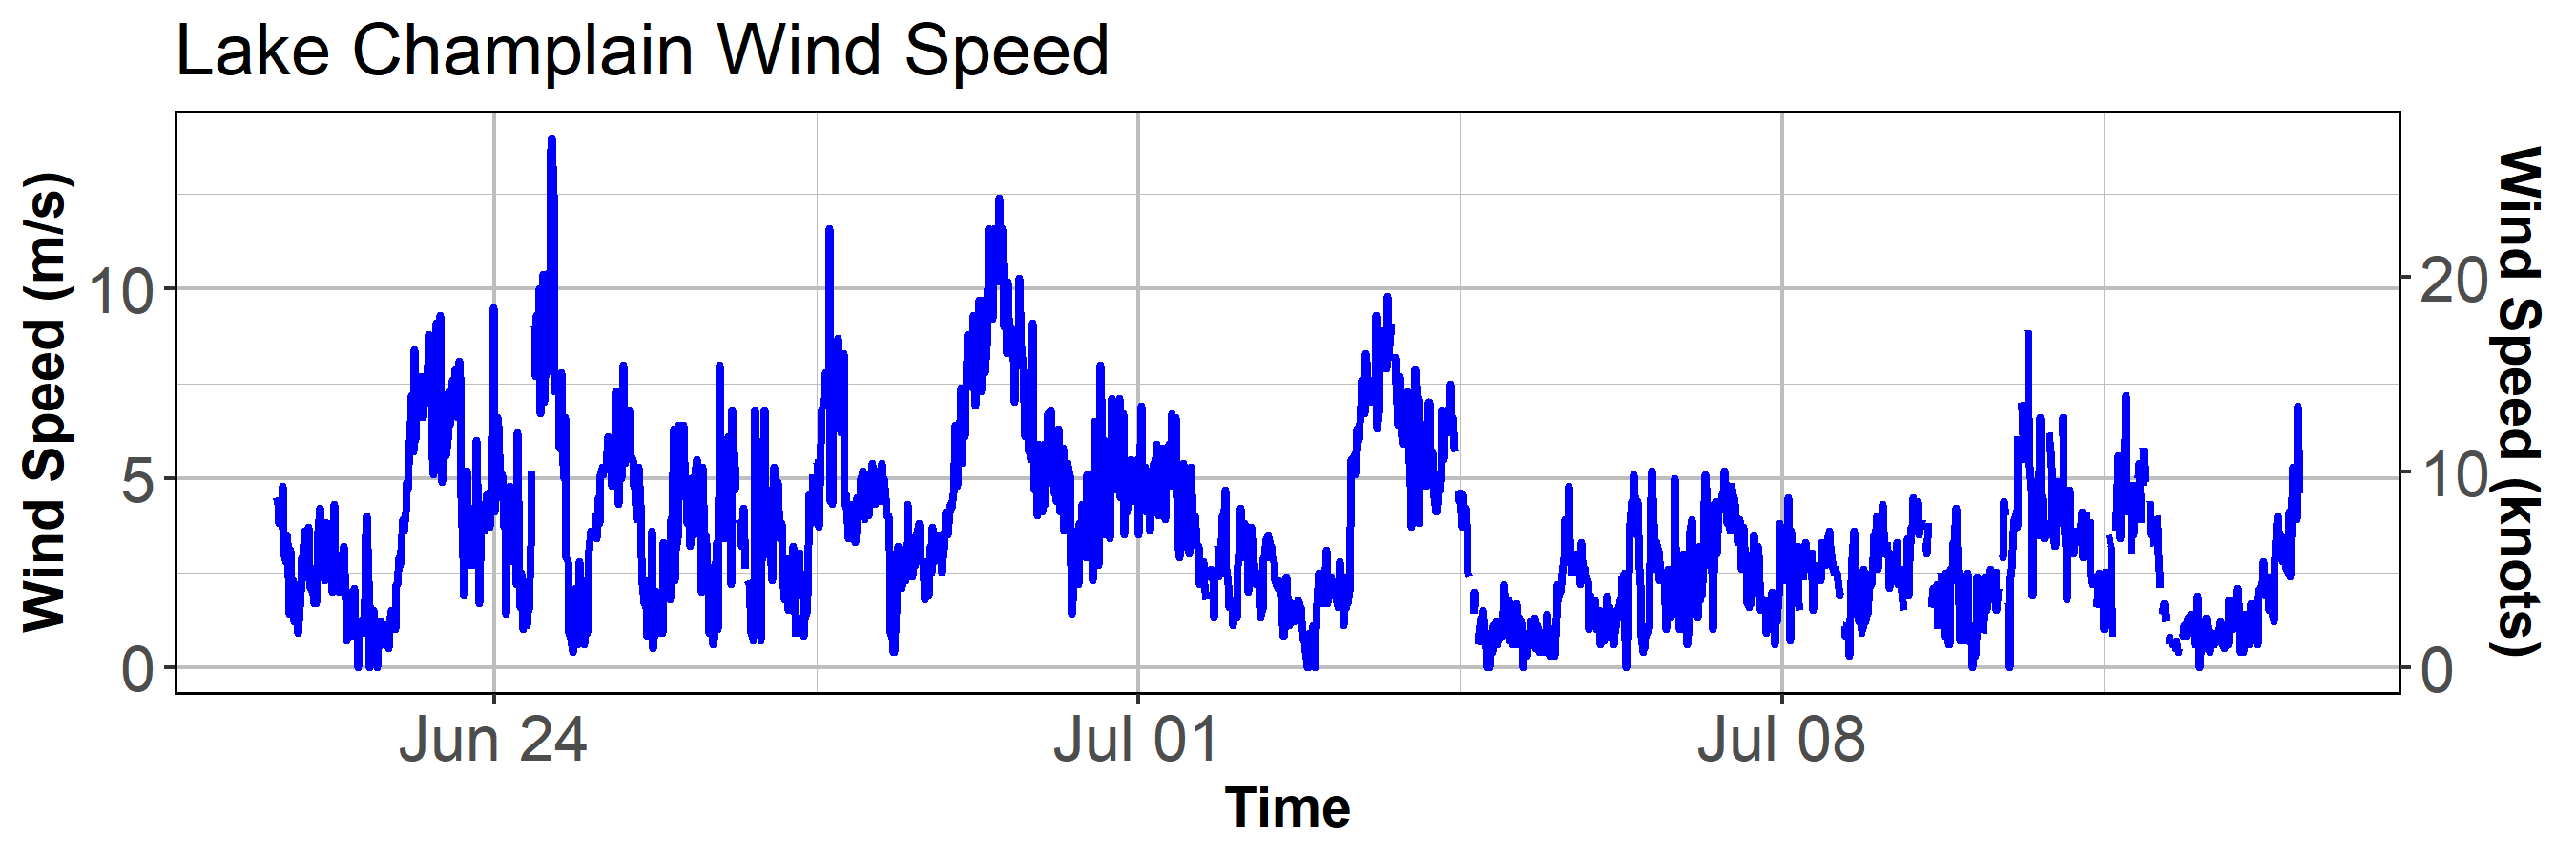 Lake Champlain Wind Speed
Wind Speed (m/s)
10
5
0
20
10
0
Wind Speed (knots)
Jun 24
Jul 01
Jul 08
Time